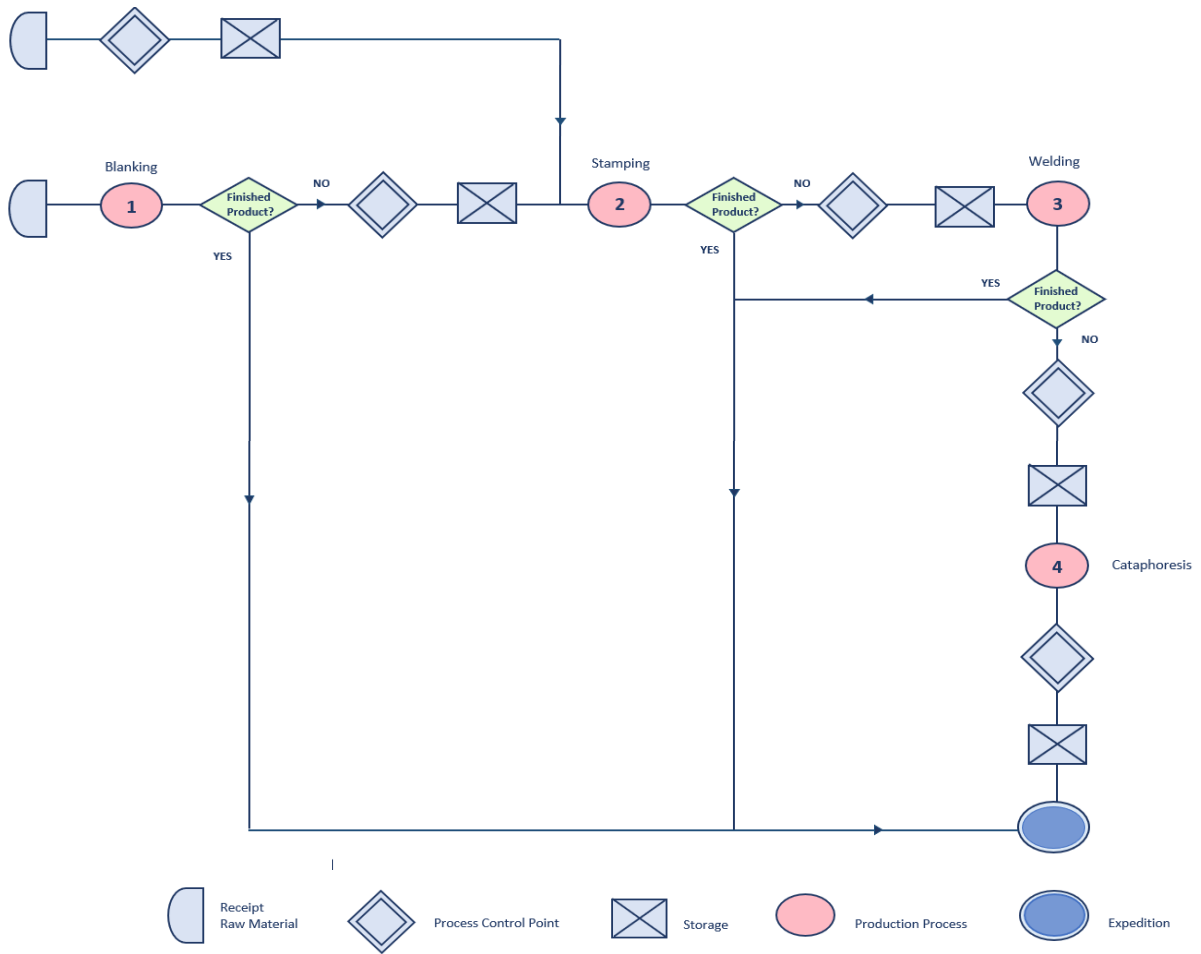 Blanking
Stamping
Welding
1
Finished
Product?
NO
2
Finished
Product?
NO
3
YES
YES
YES
Finished
Product?
NO
4
Cataphoresis
Receipt
Raw Material
Process Control Point
Storage
Production Process
Expedition